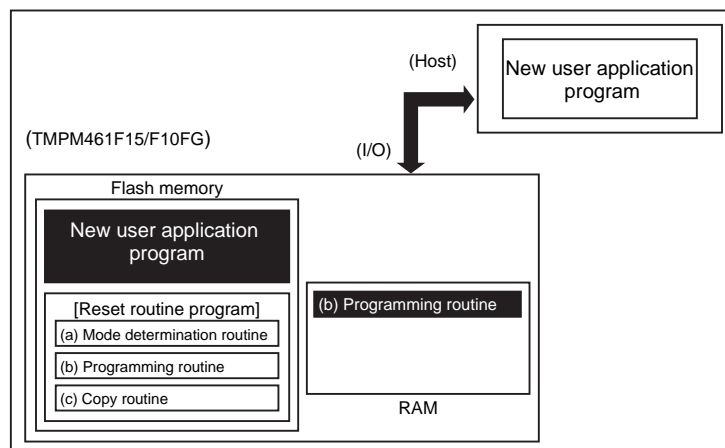 (Host)
New user application
program
(TMPM461F15/F10FG)
(I/O)
Flash memory
New user application
program
[Reset routine program]
(a) Mode determination routine
(b) Programming routine
(c) Copy routine
(b) Programming routine
RAM